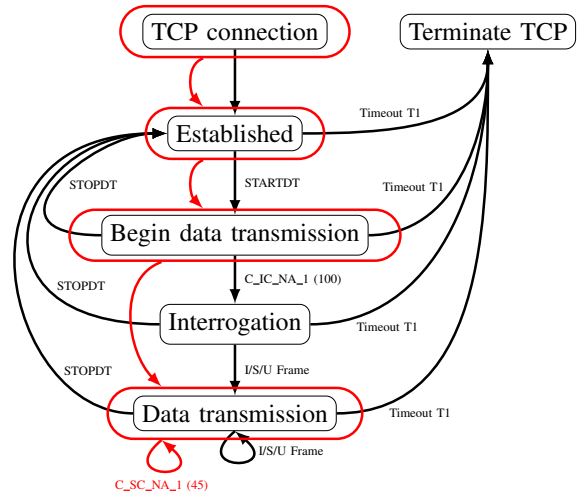 TCP connection
Terminate TCP
Timeout T1
Established
STARTDT
Timeout T1
STOPDT
Begin data transmission
C_IC_NA_1 (100)
STOPDT
Interrogation
Timeout T1
I/S/U Frame
STOPDT
Data transmission
Timeout T1
I/S/U Frame
C_SC_NA_1 (45)